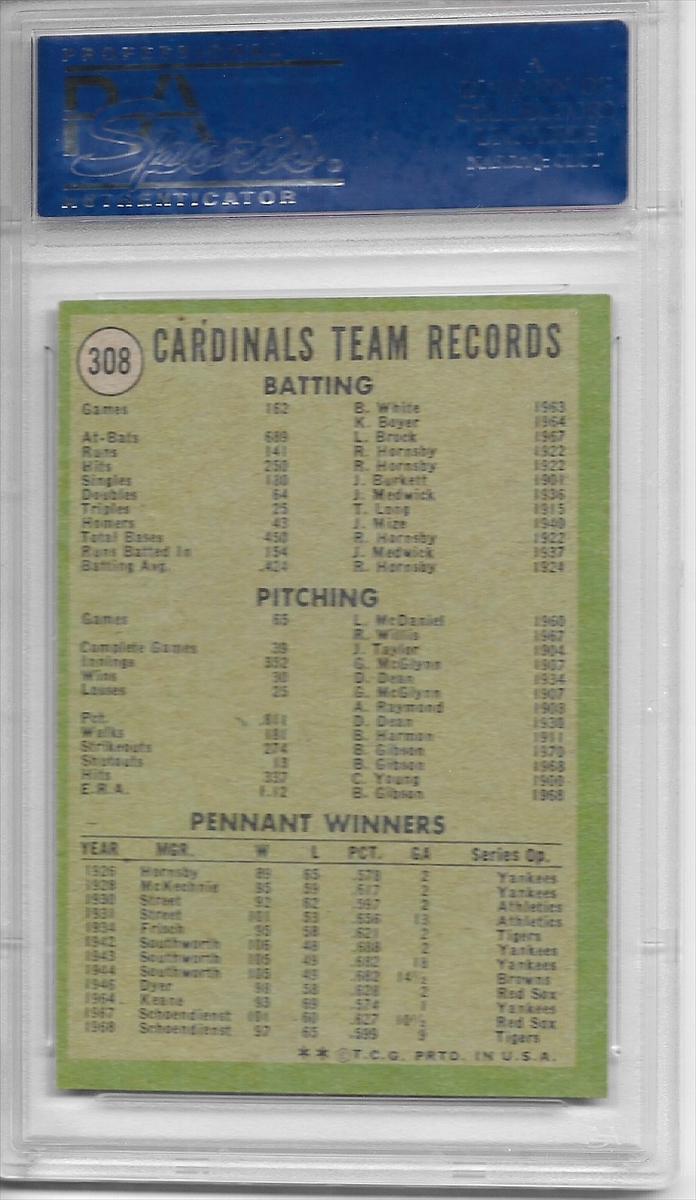 PROFESSIONAL
PSA
Sports
AUTHENTICATOR
A
DIVISION OF
COLLECTORS
UNIVERSE
NASDAQ: CLCT
308 CARDINALS TEAM RECORDS
BATTING
Games 162 B. White 1963
K. Boyer 1964
At-Bats 689 L. Brock 1967
Runs 141 R. Hornsby 1922
Hits 250 R. Hornsby 1922
Singles 180 J. Burkett 1901
Doubles 64 J. Medwick 1936
Triples 25 T. Long 1915
Homers 43 J. Mize 1940
Total Bases 450 R. Hornsby 1922
Runs Batted In 154 J. Medwick 1937
Batting Avg. .424 R. Hornsby 1924
PITCHING
Games 65 L. McDaniel 1960
R. Willis 1967
Complete Games 39 J. Taylor 1904
Innings 352 G. McGlynn 1907
Wins 30 D. Dean 1934
Losses 25 G. McGlynn 1907
A. Raymond 1908
Pct. .811 D. Dean
Walks 181 B. Harmon 1911
Strikeouts 274 B. Gibson 1970
Shutouts 13 B. Gibson 1968
Hits 337 C. Young 1900
E.R.A. 1.12 B. Gibson 1968
PENNANT WINNERS
YEAR MGR. W L PCT. GA Series Op.
1926 Hornsby 89 65 .578 2 Yankees
1928 McKechnie 95 59 .617 2 Yankees
1930 Street 92 62 .597 2 Athletics
1931 Street 101 53 .656 13 Athletics
1934 Frisch 95 58 .621 2 Tigers
1942 Southworth 106 48 .688 2 Yankees
1943 Southworth 105 49 .682 18 Yankees
1944 Southworth 105 49 .682 14½ Browns
1946 Dyer 98 58 .628 2 Red Sox
1964 Keane 93 69 .574 1 Yankees
1967 Schoendienst 101 60 .627 10½ Red Sox
1968 Schoendienst 97 65 .599 9 Tigers
** ©T.C.G. PRTD. IN U.S.A.